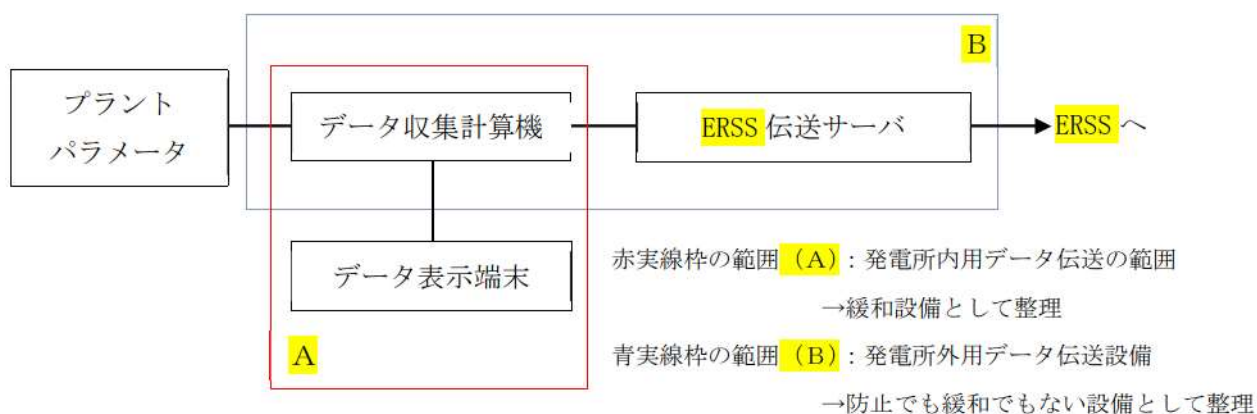 B
プラント
パラメータ
データ収集計算機
ERSS 伝送サーバ
ERSS へ
データ表示端末
A
赤実線枠の範囲（A）：発電所内用データ伝送の範囲
→緩和設備として整理
青実線枠の範囲（B）：発電所外用データ伝送設備
→防止でも緩和でもない設備として整理